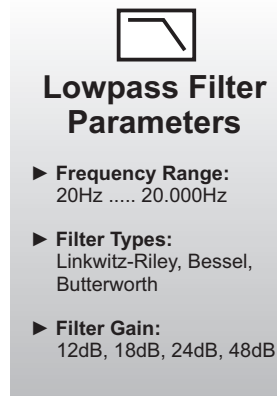 Lowpass Filter
Parameters
► Frequency Range:
20Hz ..... 20.000Hz
► Filter Types:
Linkwitz-Riley, Bessel,
Butterworth
► Filter Gain:
12dB, 18dB, 24dB, 48dB